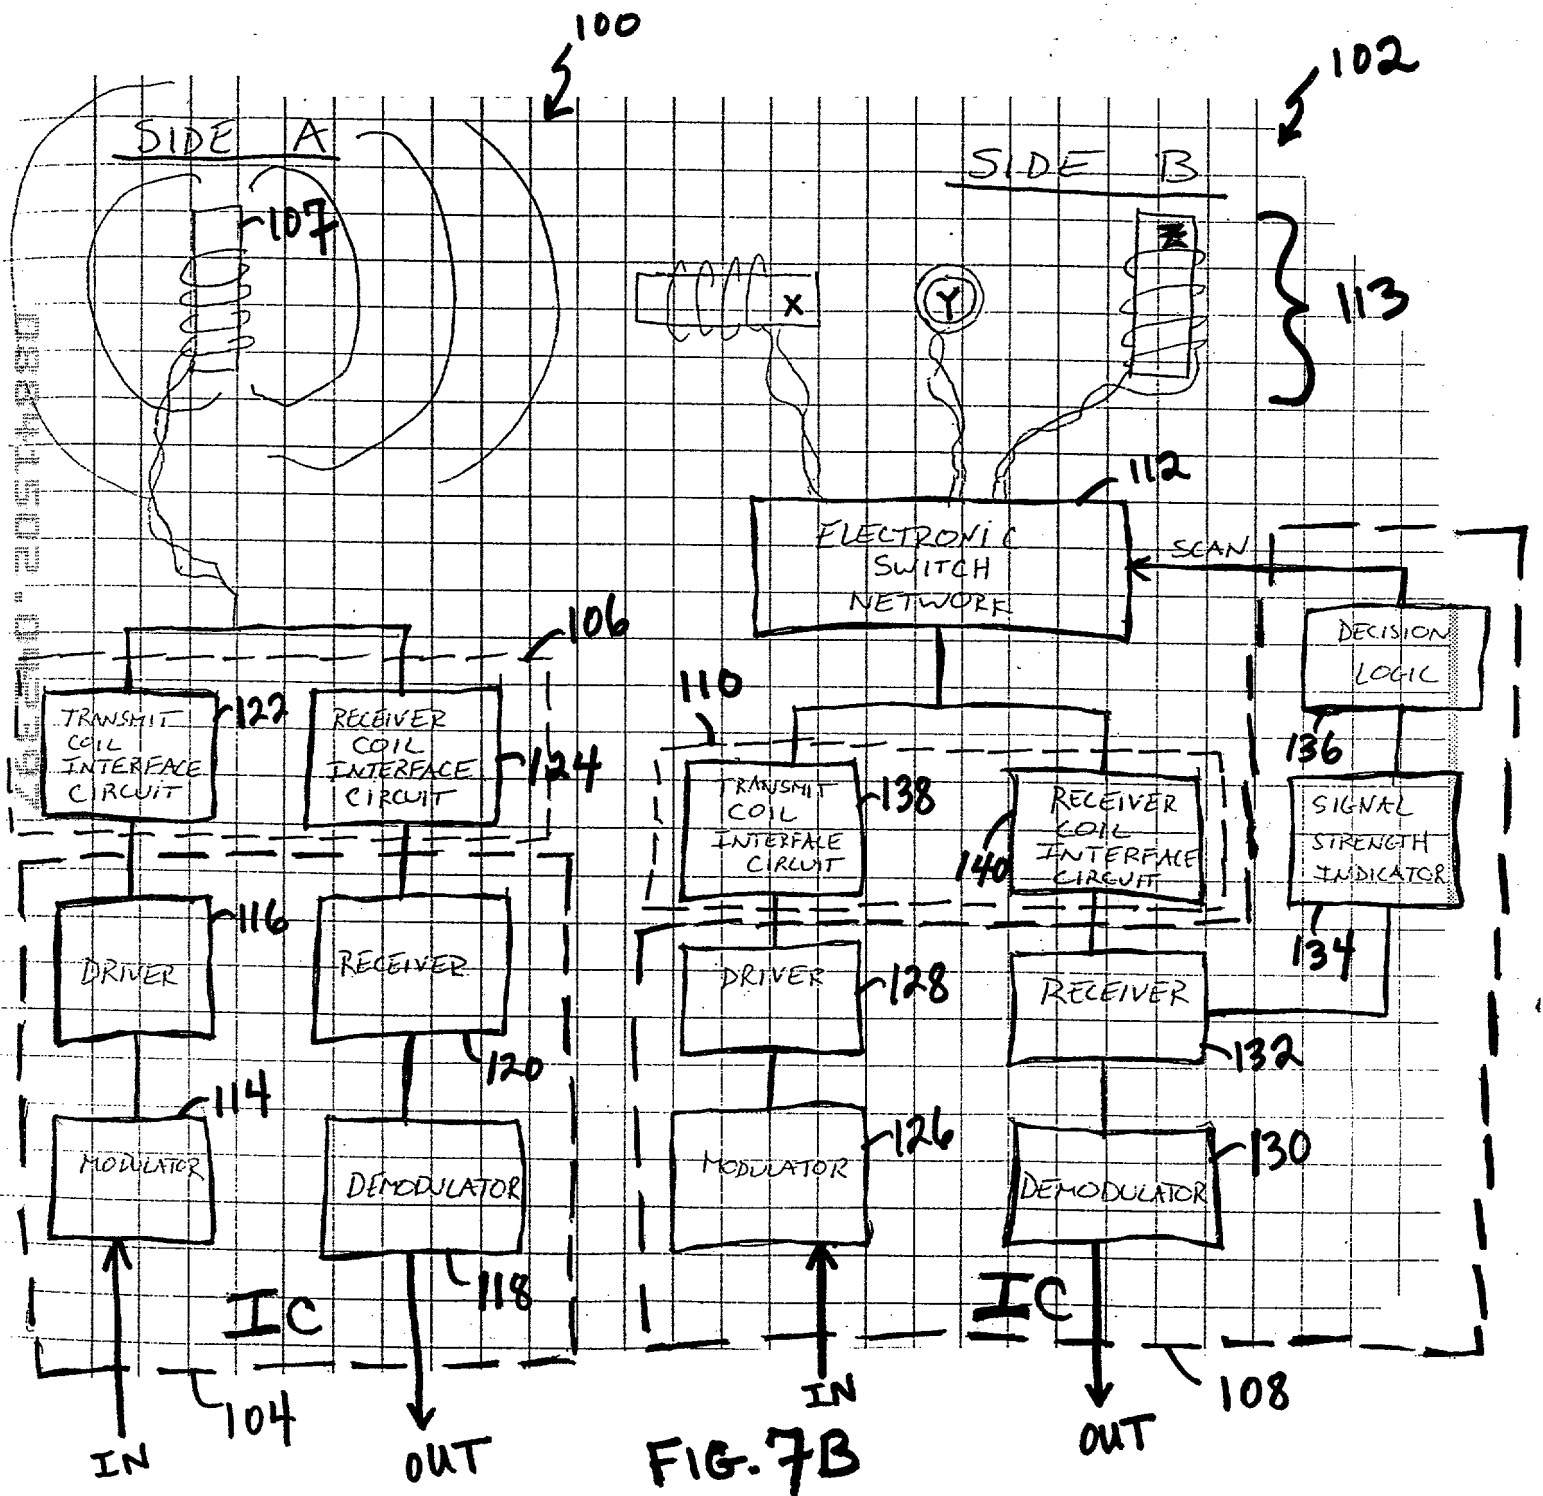 100
102
SIDE A
SIDE B
107
X
Y
Z
113
112
ELECTRONIC
SWITCH
NETWORK
SCAN
106
DECISION
LOGIC
136
110
122
TRANSMIT
COIL
INTERFACE
CIRCUIT
RECEIVER
COIL
INTERFACE
CIRCUIT
124
TRANSMIT
COIL
INTERFACE
CIRCUIT
138
140
RECEIVER
COIL
INTERFACE
CIRCUIT
SIGNAL
STRENGTH
INDICATOR
134
DRIVER
116
RECEIVER
120
DRIVER
128
RECEIVER
132
114
MODULATOR
DEMODULATOR
118
MODULATOR
126
DEMODULATOR
130
IC
IC
104
108
IN
OUT
IN
OUT
FIG. 7B